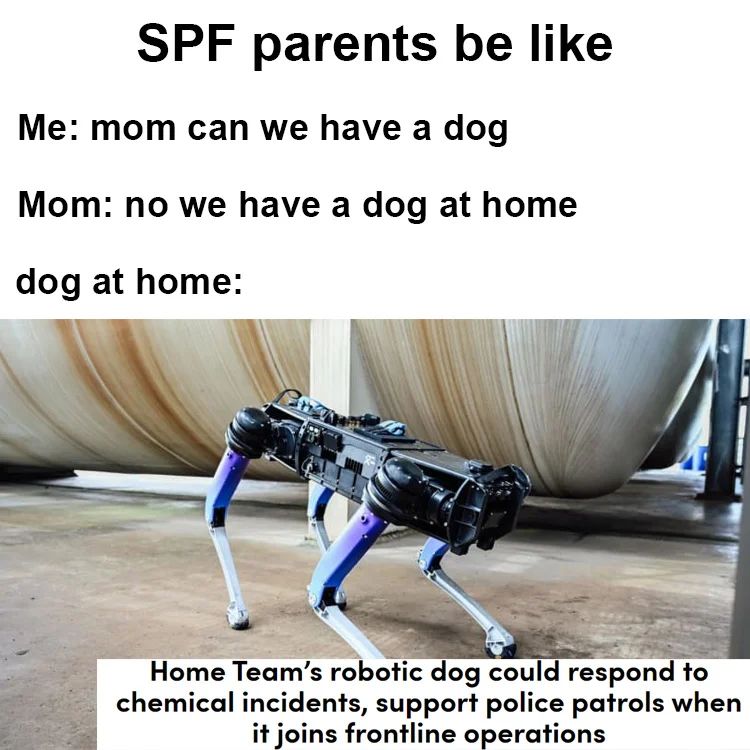 SPF parents be like
Me: mom can we have a dog
Mom: no we have a dog at home
dog at home:
Home Team's robotic dog could respond to
chemical incidents, support police patrols when
it joins frontline operations